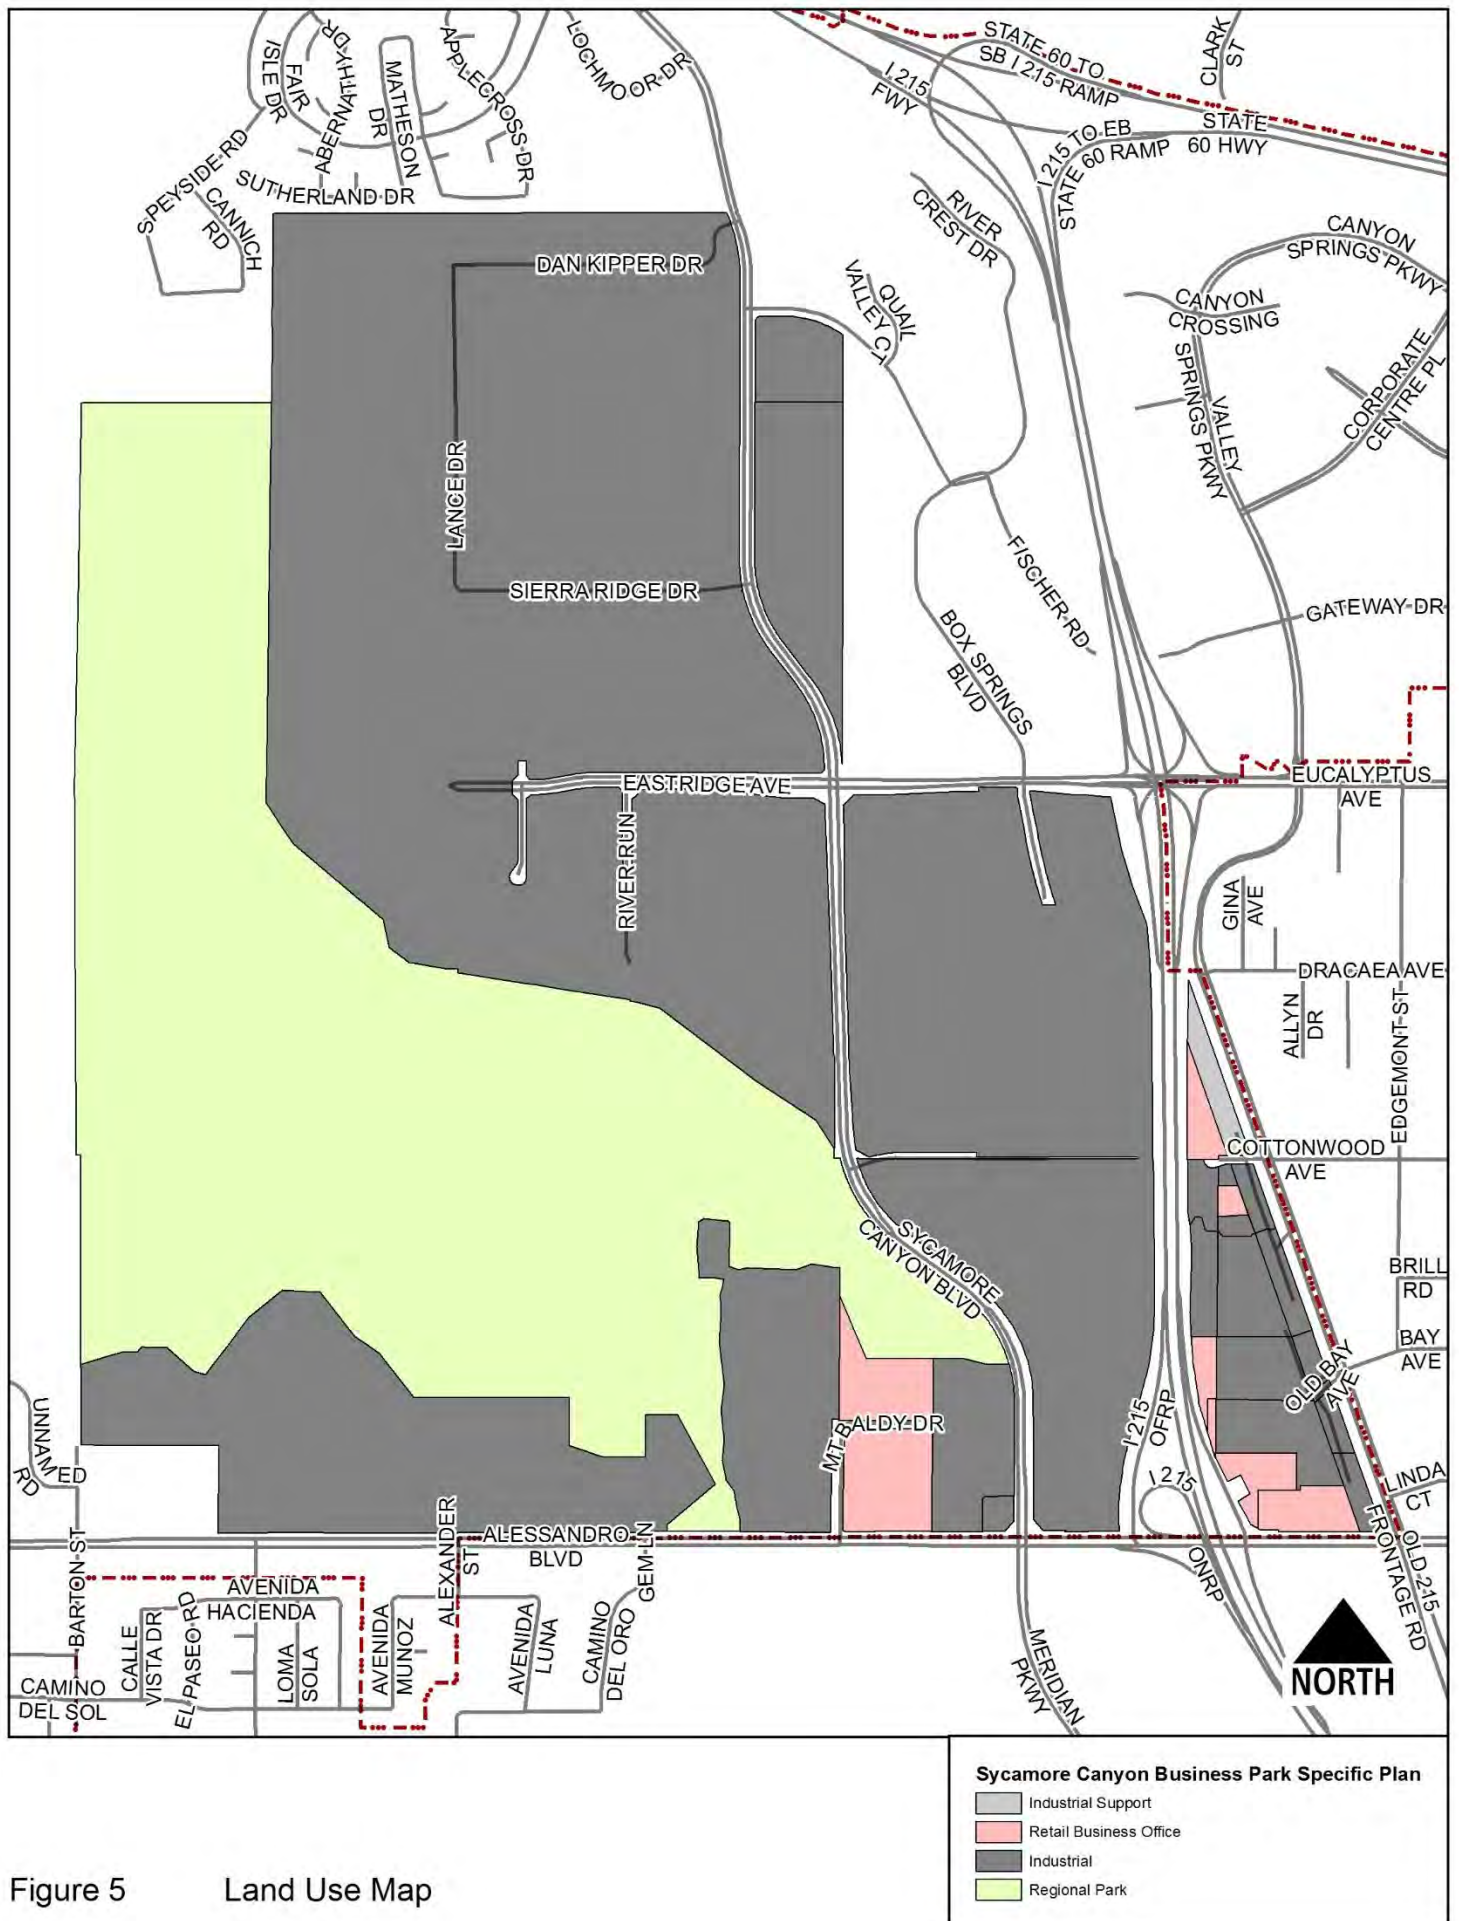 STATE 60 TO
SB I 215 RAMP
CLARK
ST
I 215
FWY
I 215 TO EB
STATE 60 RAMP
STATE
60 HWY
LOCHMOOR DR
APPLECROSS DR
MATHESON
DR
ABERNATHY DR
FAIR
ISLE DR
SPEYSIDE RD
SUTHERLAND DR
CANNICH
RD
RIVER
CREST DR
CANYON
SPRINGS PKWY
DAN KIPPER DR
QUAIL
VALLEY CT
CANYON
CROSSING
VALLEY
SPRINGS PKWY
CORPORATE
CENTRE PL
LANCE DR
SIERRA RIDGE DR
FISCHER RD
BOX SPRINGS
BLVD
GATEWAY DR
EASTRIDGE AVE
EUCALYPTUS
AVE
RIVER RUN
GINA
AVE
DRACAEA AVE
ALLYN
DR
EDGEMONT ST
COTTONWOOD
AVE
SYCAMORE
CANYON BLVD
BRILL
RD
BAY
AVE
OLD BAY
AVE
UNNAMED
RD
MT BALDY DR
I 215
OFRP
I 215
LINDA
CT
BARTON ST
ALEXANDER
ST
ALESSANDRO
BLVD
GEM LN
ONRP
OLD 215
FRONTAGE RD
AVENIDA
HACIENDA
CALLE
VISTA DR
EL PASEO RD
LOMA
SOLA
AVENIDA
MUNOZ
AVENIDA
LUNA
CAMINO
DEL ORO
MERIDIAN
PKWY
CAMINO
DEL SOL
NORTH
Sycamore Canyon Business Park Specific Plan
Industrial Support
Retail Business Office
Industrial
Regional Park
Figure 5 Land Use Map